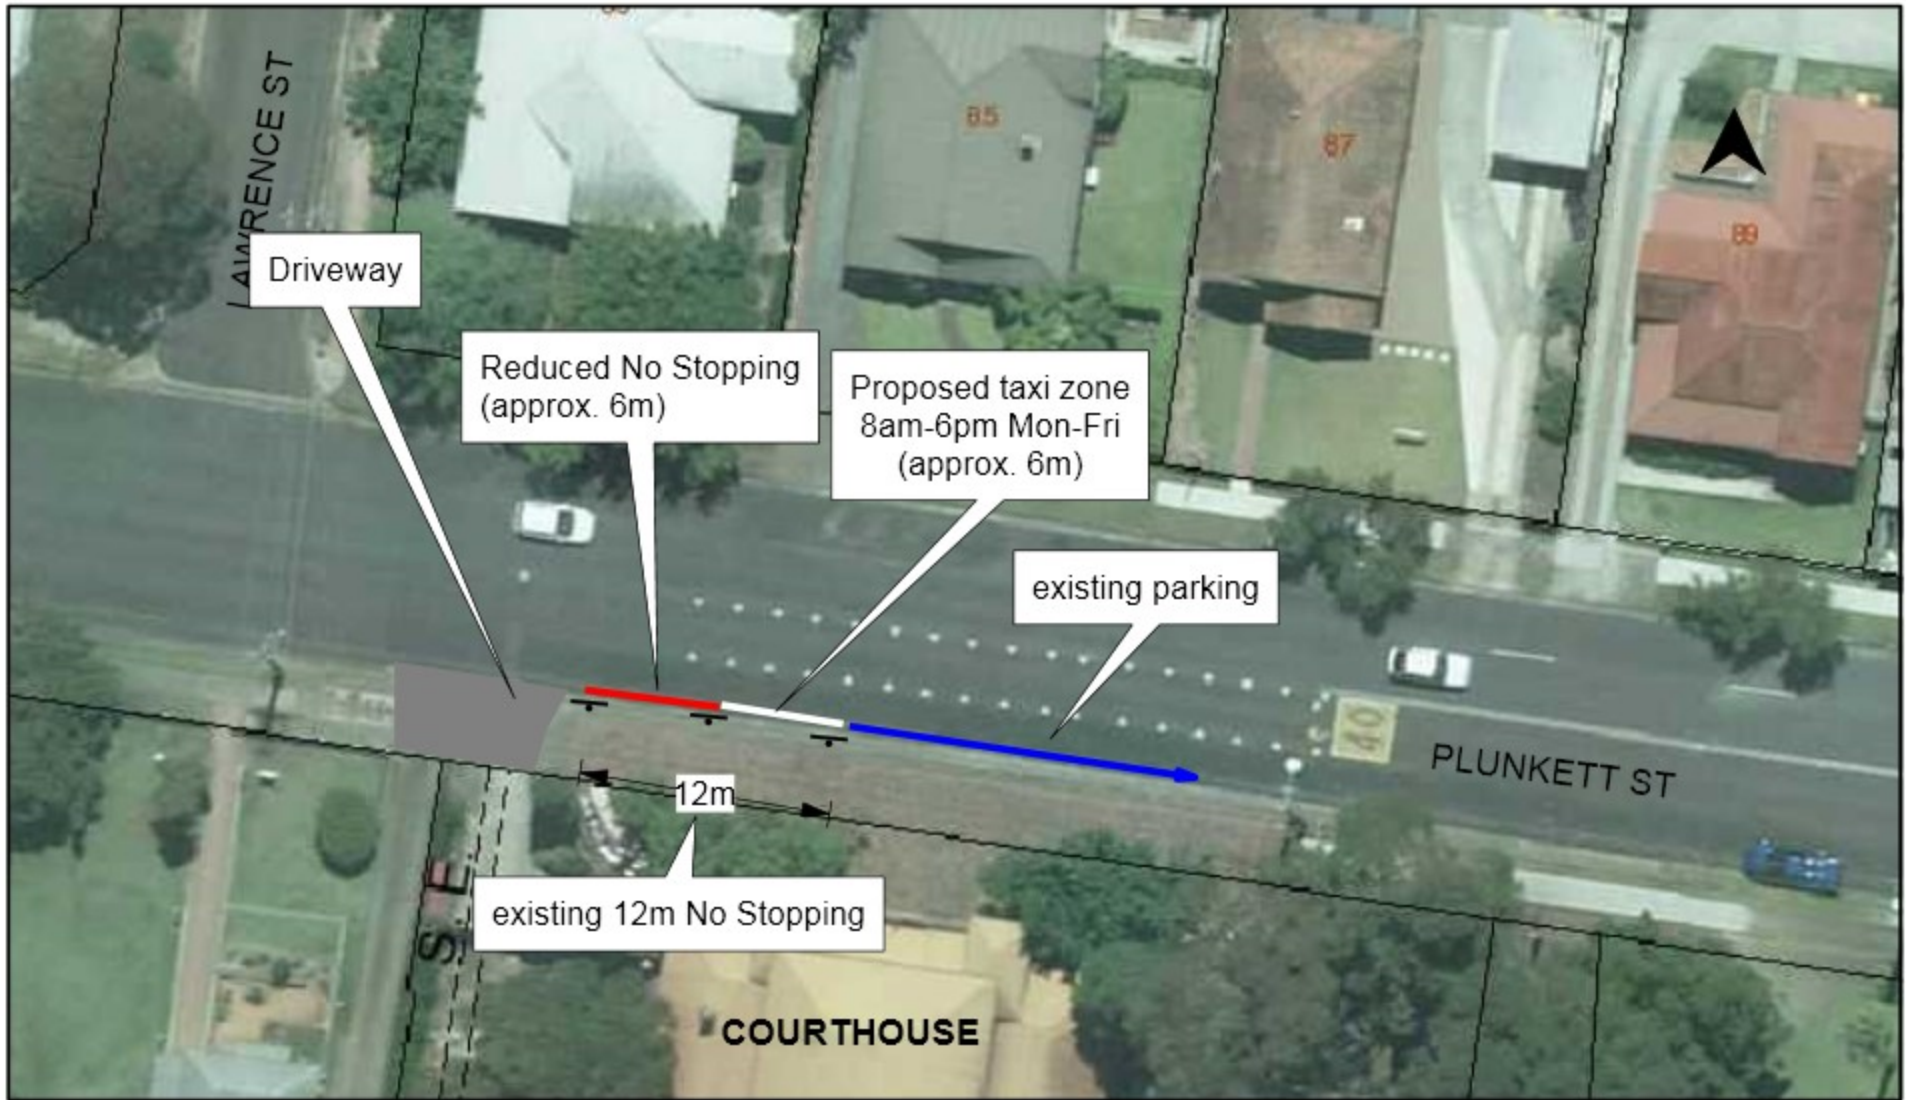 LAWRENCE ST
85
87
89
Driveway
Reduced No Stopping
(approx. 6m)
Proposed taxi zone
8am-6pm Mon-Fri
(approx. 6m)
existing parking
40
PLUNKETT ST
12m
existing 12m No Stopping
COURTHOUSE